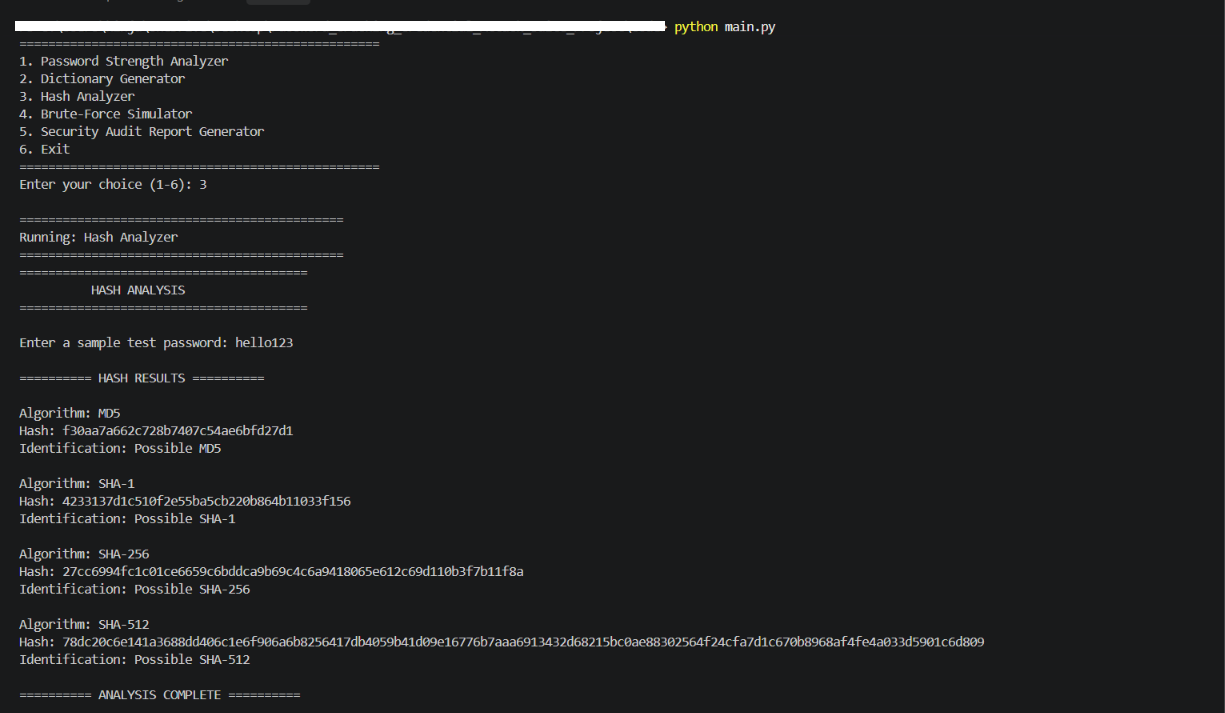 python main.py
==================================================
1. Password Strength Analyzer
2. Dictionary Generator
3. Hash Analyzer
4. Brute-Force Simulator
5. Security Audit Report Generator
6. Exit
==================================================
Enter your choice (1-6): 3
=============================================
Running: Hash Analyzer
=============================================
========================================
HASH ANALYSIS
========================================
Enter a sample test password: hello123
========== HASH RESULTS ==========
Algorithm: MD5
Hash: f30aa7a662c728b7407c54ae6bfd27d1
Identification: Possible MD5
Algorithm: SHA-1
Hash: 4233137d1c510f2e55ba5cb220b864b11033f156
Identification: Possible SHA-1
Algorithm: SHA-256
Hash: 27cc6994fc1c01ce6659c6bddca9b69c4c6a9418065e612c69d110b3f7b11f8a
Identification: Possible SHA-256
Algorithm: SHA-512
Hash: 78dc20c6e141a3688dd406c1e6f906a6b8256417db4059b41d09e16776b7aaa6913432d68215bc0ae88302564f24cfa7d1c670b8968af4fe4a033d5901c6d809
Identification: Possible SHA-512
========== ANALYSIS COMPLETE ==========